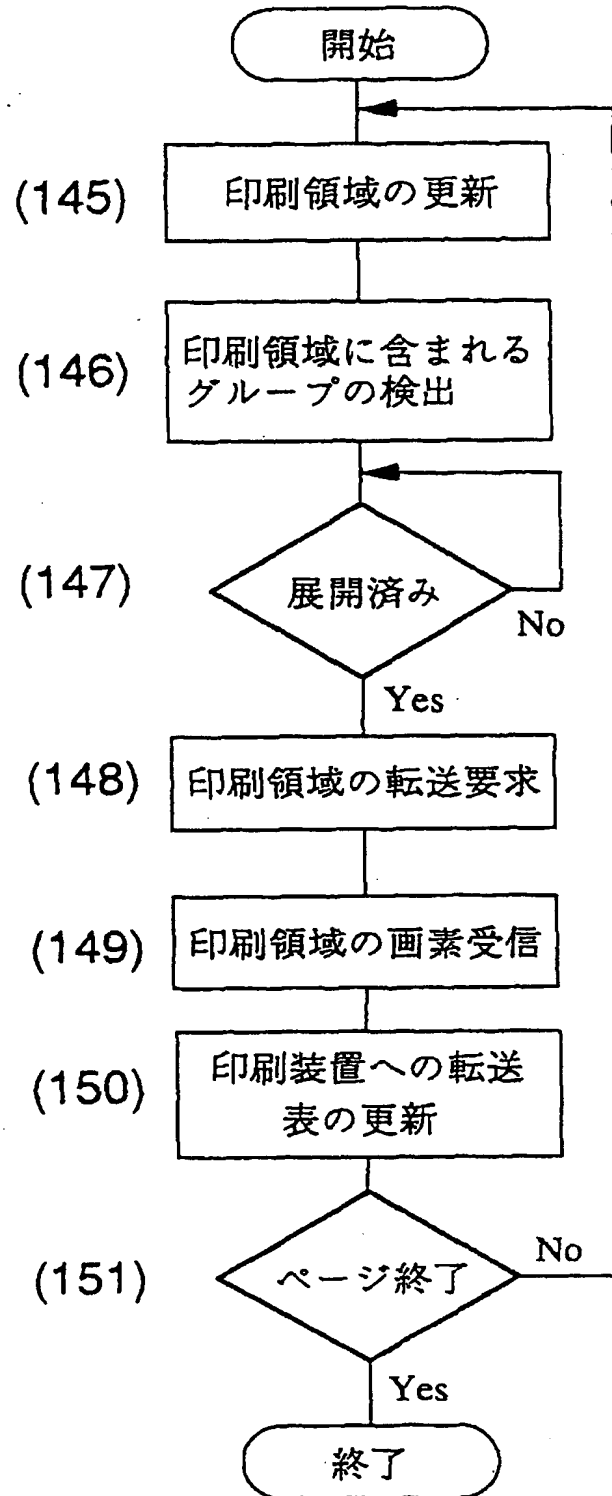 開始
(145)
印刷領域の更新
(146)
印刷領域に含まれる
グループの検出
(147)
展開済み
No
Yes
(148)
印刷領域の転送要求
(149)
印刷領域の画素受信
(150)
印刷装置への転送
表の更新
(151)
ページ終了
No
Yes
終了